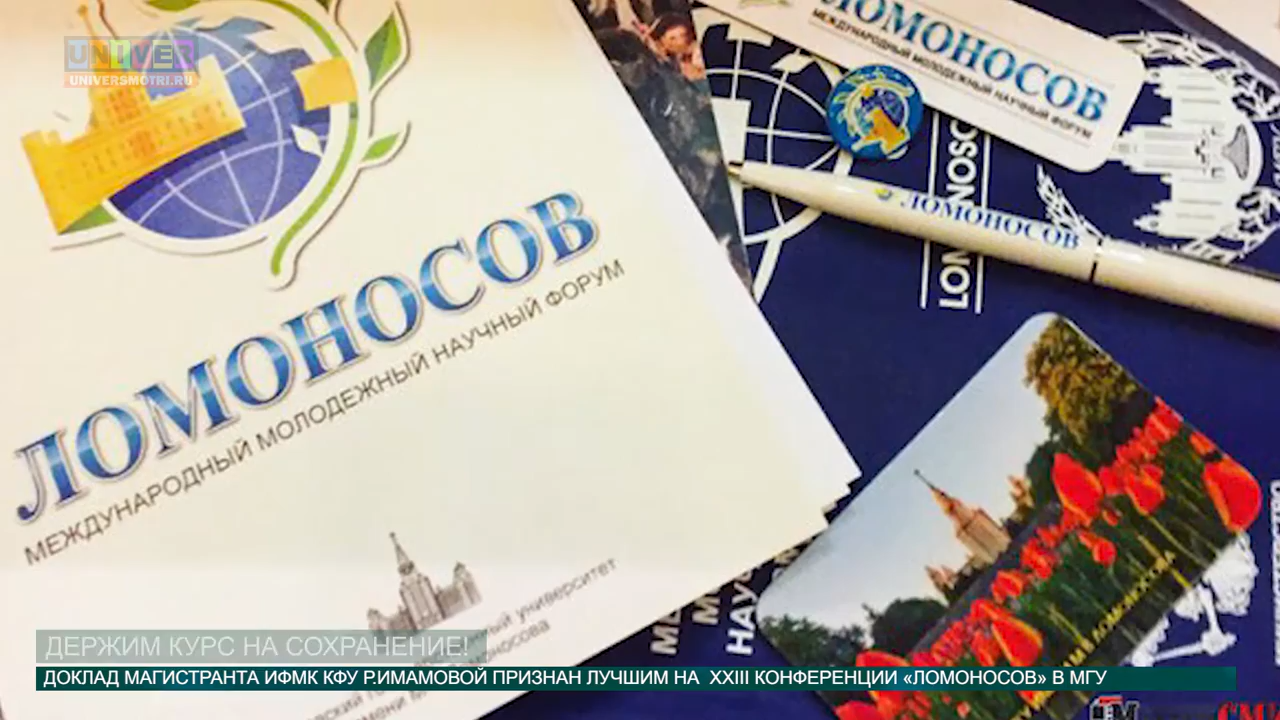 UNIVER
UNIVERSMOTRI.RU
ЛОМОНОСОВ
МЕЖДУНАРОДНЫЙ МОЛОДЕЖНЫЙ НАУЧНЫЙ ФОРУМ
ЛОМОНОСОВ
ЛОМОНОСОВ
МЕЖДУНАРОДНЫЙ МОЛОДЕЖНЫЙ НАУЧНЫЙ ФОРУМ
университет
ДЕРЖИМ КУРС НА СОХРАНЕНИЕ!
ДОКЛАД МАГИСТРАНТА ИФМК КФУ Р.ИМАМОВОЙ ПРИЗНАН ЛУЧШИМ НА XXIII КОНФЕРЕНЦИИ «ЛОМОНОСОВ» В МГУ